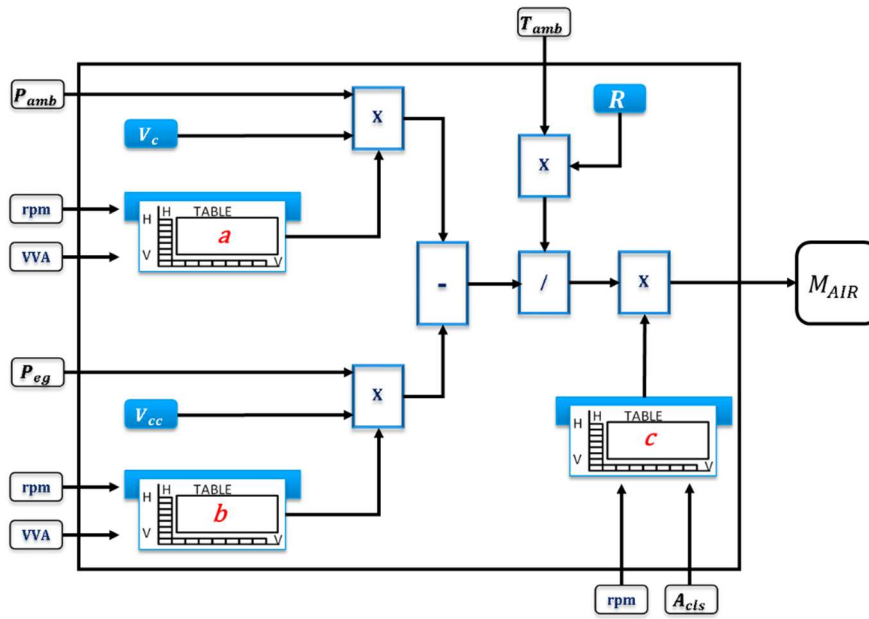 T_amb
P_amb
X
R
V_c
X
rpm
H H TABLE
a
VVA
V V
- / X M_AIR
P_eg
X
V_cc
H H TABLE
c
V V
rpm
H H TABLE
b
VVA
V V
rpm A_cls